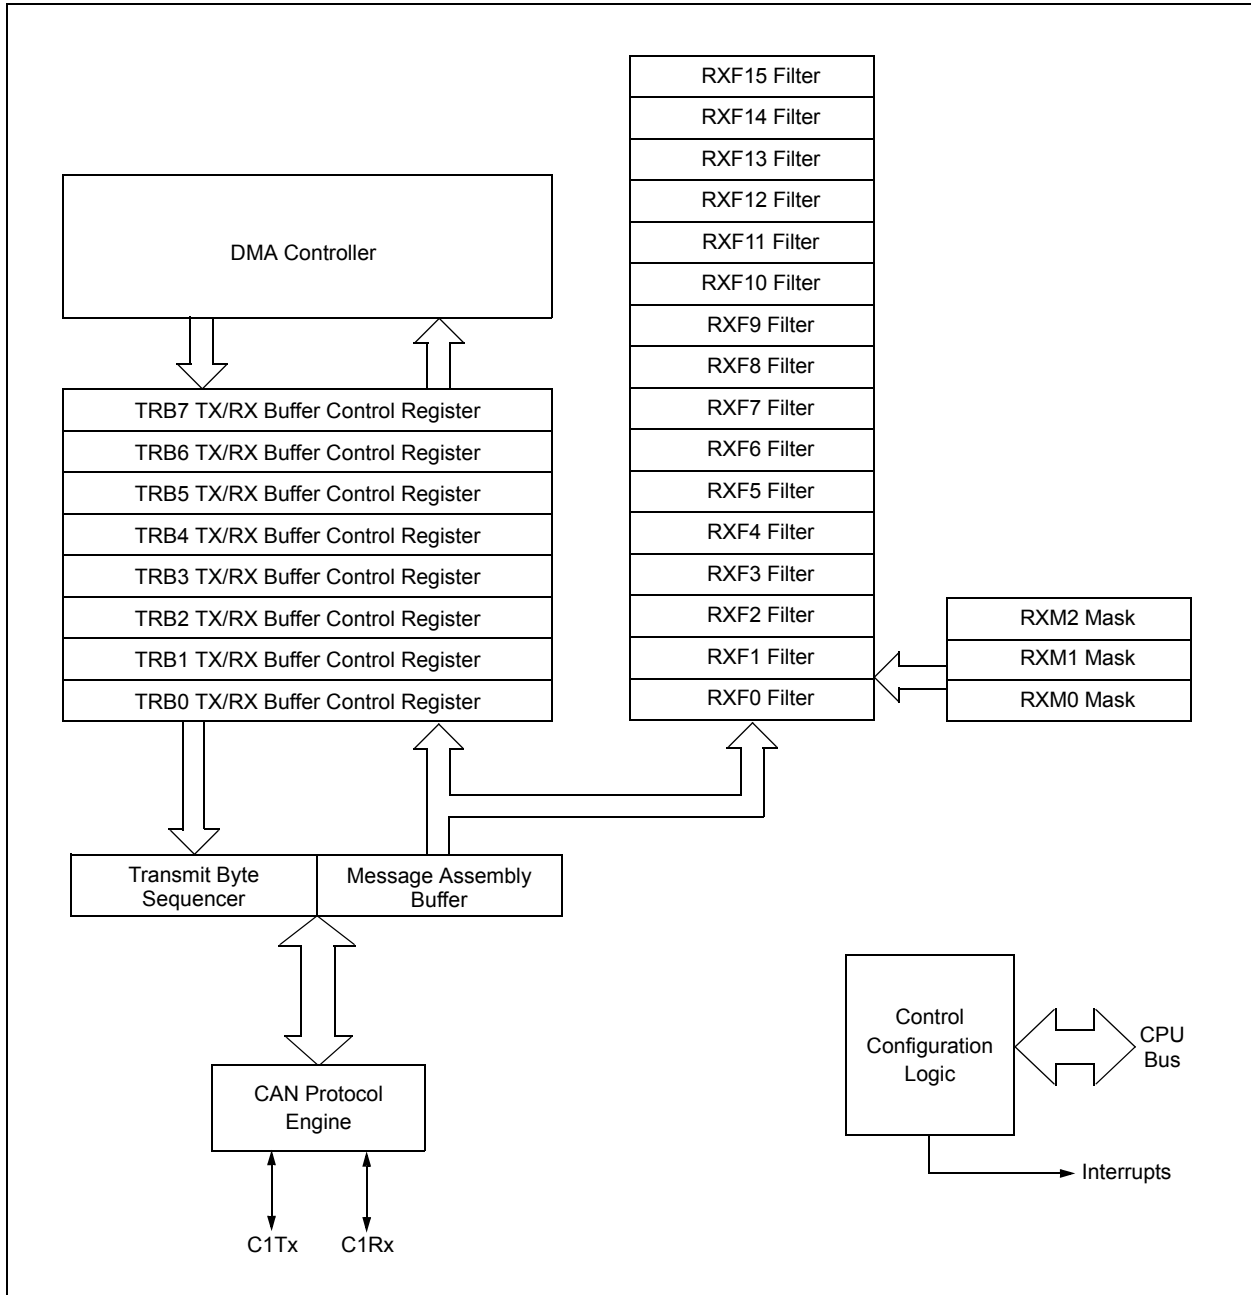 RXF15 Filter
RXF14 Filter
RXF13 Filter
RXF12 Filter
RXF11 Filter
RXF10 Filter
RXF9 Filter
RXF8 Filter
RXF7 Filter
RXF6 Filter
RXF5 Filter
RXF4 Filter
RXF3 Filter
RXF2 Filter
RXF1 Filter
RXF0 Filter
DMA Controller
TRB7 TX/RX Buffer Control Register
TRB6 TX/RX Buffer Control Register
TRB5 TX/RX Buffer Control Register
TRB4 TX/RX Buffer Control Register
TRB3 TX/RX Buffer Control Register
TRB2 TX/RX Buffer Control Register
TRB1 TX/RX Buffer Control Register
TRB0 TX/RX Buffer Control Register
RXM2 Mask
RXM1 Mask
RXM0 Mask
Transmit Byte
Sequencer
Message Assembly
Buffer
Control
Configuration
Logic
CPU
Bus
CAN Protocol
Engine
Interrupts
C1Tx
C1Rx